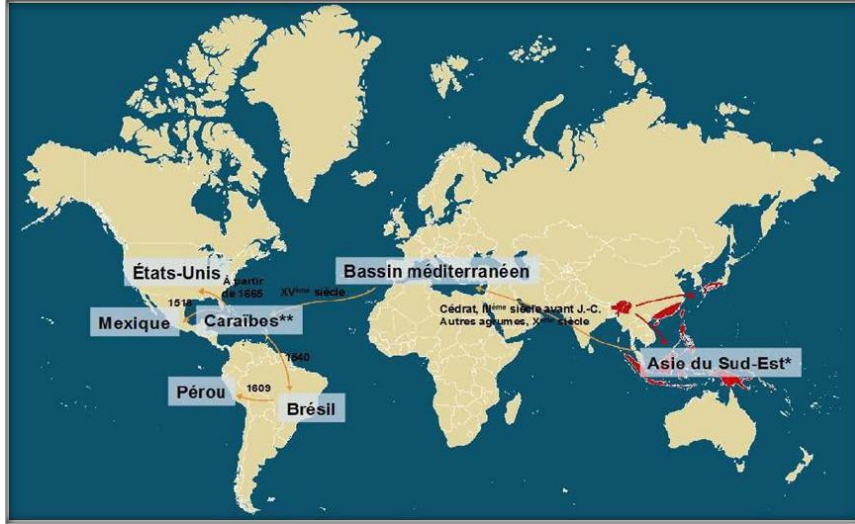 États-Unis
À partir
de 1665
XVème siècle
Bassin méditerranéen
1518
Mexique
Caraïbes**
Cédrat, IIIème siècle avant J.-C.
Autres agrumes, Xème siècle
1640
Asie du Sud-Est*
Pérou
1609
Brésil